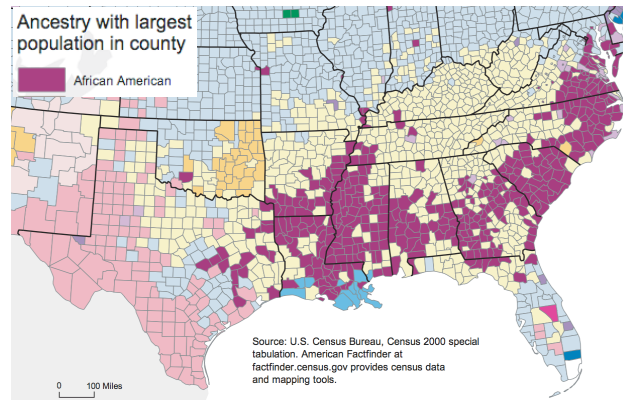 Ancestry with largest
population in county
African American
Source: U.S. Census Bureau, Census 2000 special
tabulation. American Factfinder at
factfinder.census.gov provides census data
and mapping tools.
0 100 Miles